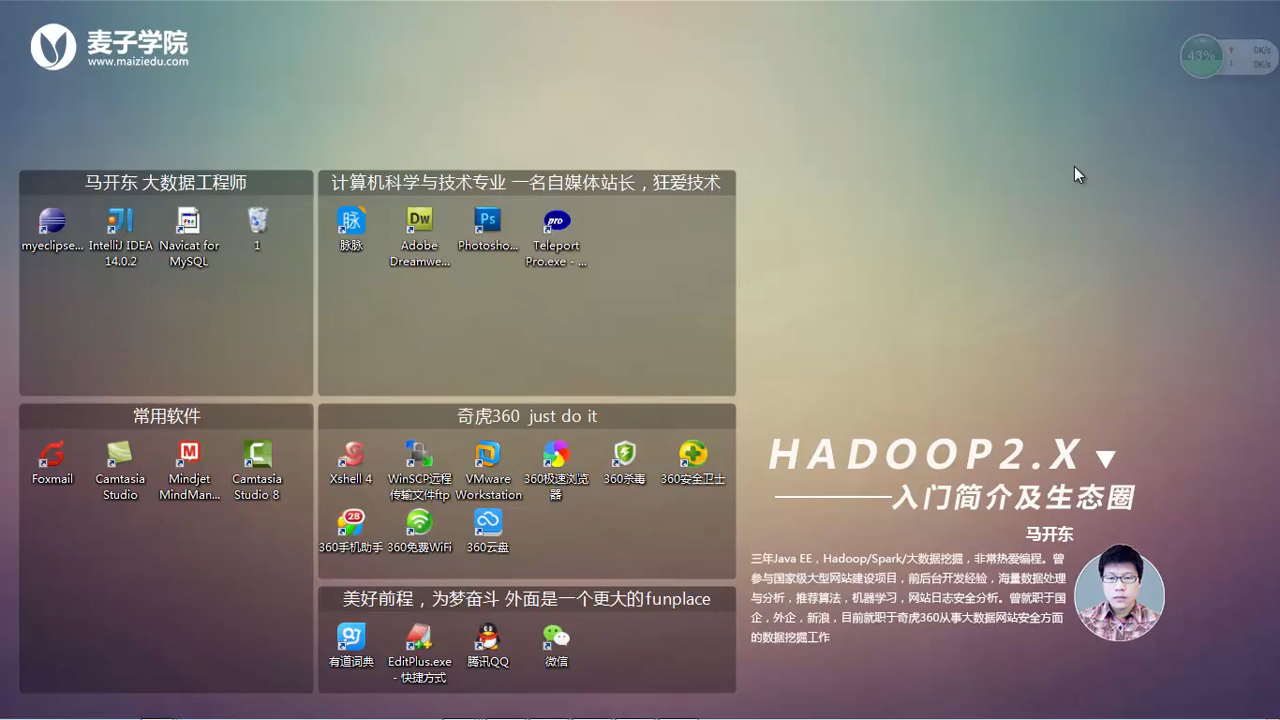 麦子学院
www.maiziedu.com
43%
0K/s
0K/s
马开东 大数据工程师
myeclipse...
IntelliJ IDEA
14.0.2
Navicat for
MySQL
1
计算机科学与技术专业 一名自媒体站长，狂爱技术
脉
脉脉
Dw
Adobe
Dreamwe...
Ps
Photosho...
pro
Teleport
Pro.exe - ...
常用软件
Foxmail
Camtasia
Studio
Mindjet
MindMan...
Camtasia
Studio 8
奇虎360 just do it
Xshell 4
WinSCP远程
传输文件ftp
VMware
Workstation
360极速浏览
器
360杀毒
360安全卫士
28
360手机助手
360免费WiFi
360云盘
美好前程，为梦奋斗 外面是一个更大的funplace
有道词典
EditPlus.exe
- 快捷方式
腾讯QQ
微信
HADOOP2.X
入门简介及生态圈
马开东
三年Java EE，Hadoop/Spark/大数据挖掘，非常热爱编程。曾
参与国家级大型网站建设项目，前后台开发经验，海量数据处理
与分析，推荐算法，机器学习，网站日志安全分析。曾就职于国
企，外企，新浪，目前就职于奇虎360从事大数据网站安全方面
的数据挖掘工作